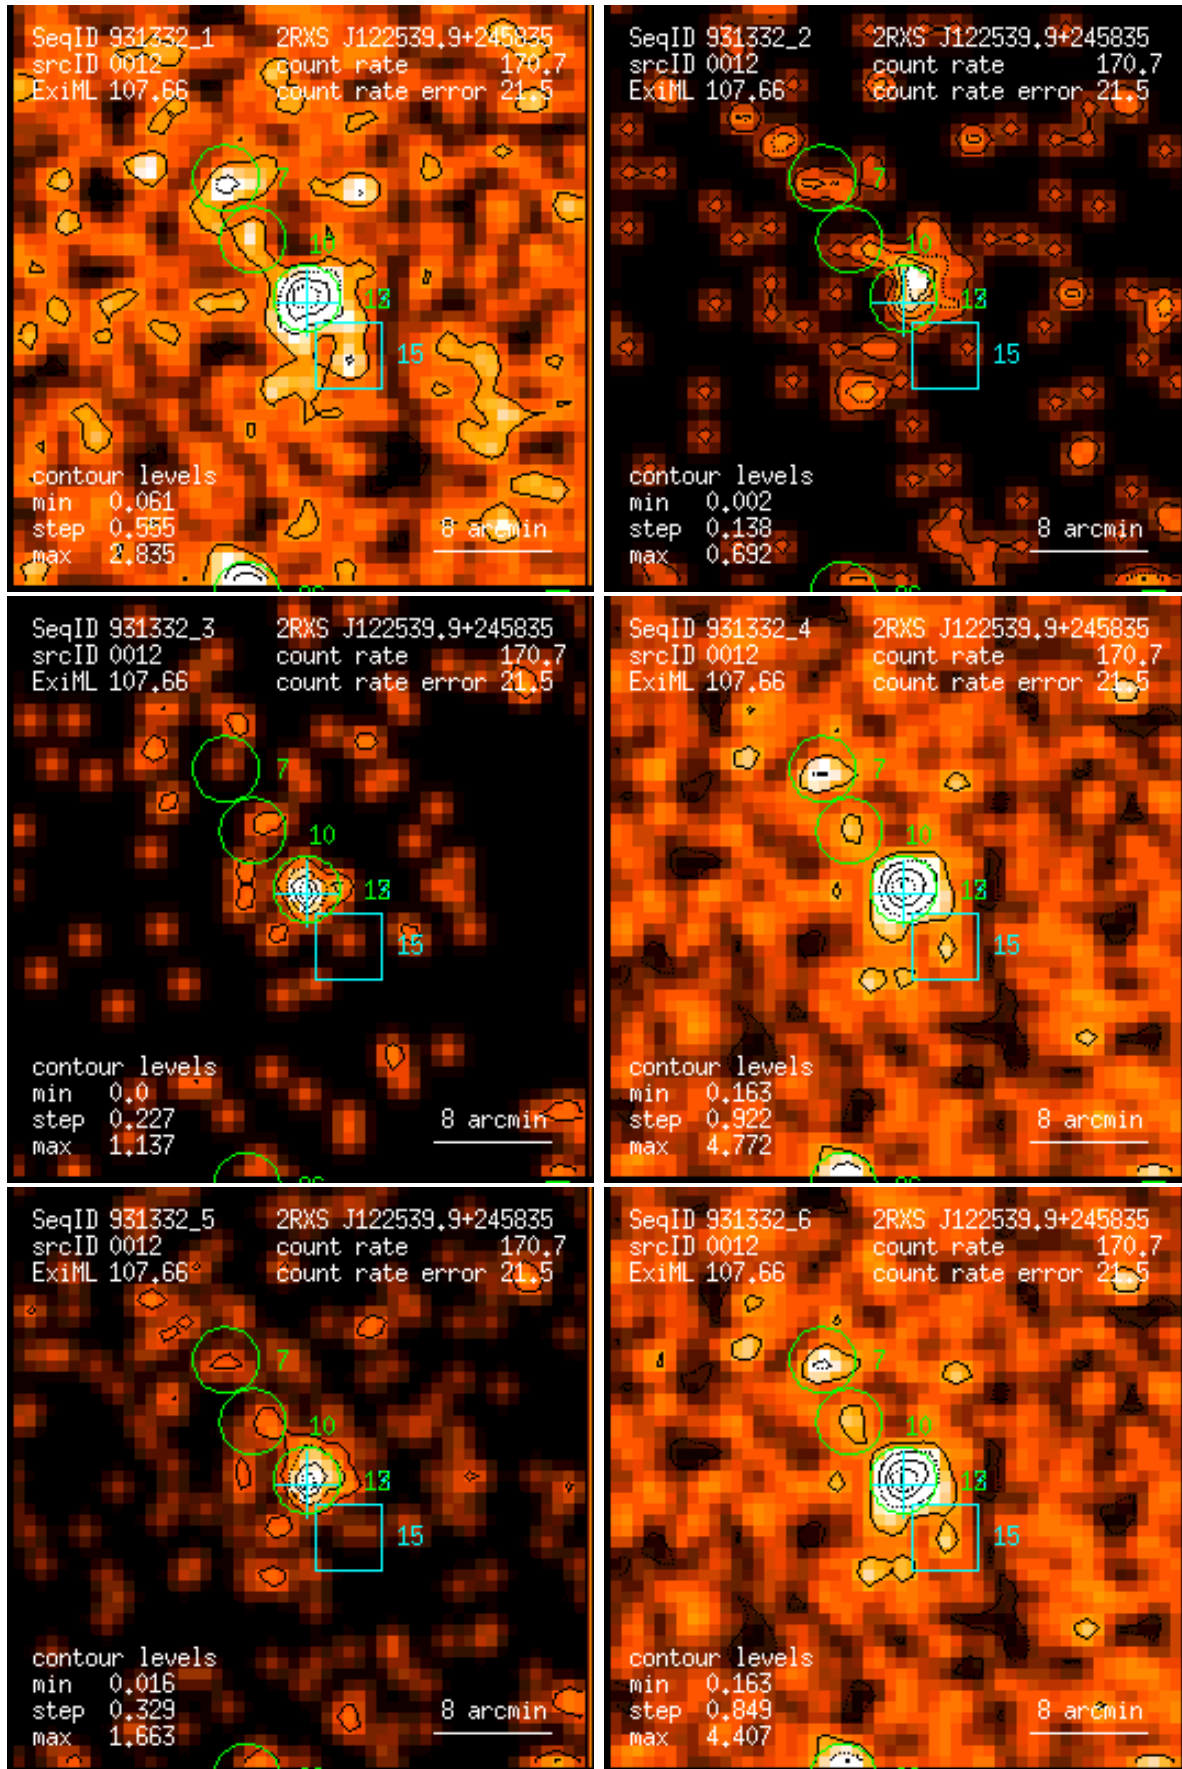 SeqID 931332_1 2RXS J122539.9+245835
srcID 0012 count rate 170.7
ExiML 107.66 count rate error 21.5
7
10
15
contour levels
min 0.061
step 0.555
max 2.835
8 arcmin
SeqID 931332_2 2RXS J122539.9+245835
srcID 0012 count rate 170.7
ExiML 107.66 count rate error 21.5
7
10
15
contour levels
min 0.002
step 0.138
max 0.692
8 arcmin
SeqID 931332_3 2RXS J122539.9+245835
srcID 0012 count rate 170.7
ExiML 107.66 count rate error 21.5
7
10
15
contour levels
min 0.0
step 0.227
max 1.137
8 arcmin
SeqID 931332_4 2RXS J122539.9+245835
srcID 0012 count rate 170.7
ExiML 107.66 count rate error 21.5
7
10
15
contour levels
min 0.163
step 0.922
max 4.772
8 arcmin
SeqID 931332_5 2RXS J122539.9+245835
srcID 0012 count rate 170.7
ExiML 107.66 count rate error 21.5
7
10
15
contour levels
min 0.016
step 0.329
max 1.663
8 arcmin
SeqID 931332_6 2RXS J122539.9+245835
srcID 0012 count rate 170.7
ExiML 107.66 count rate error 21.5
7
10
15
contour levels
min 0.163
step 0.849
max 4.407
8 arcmin